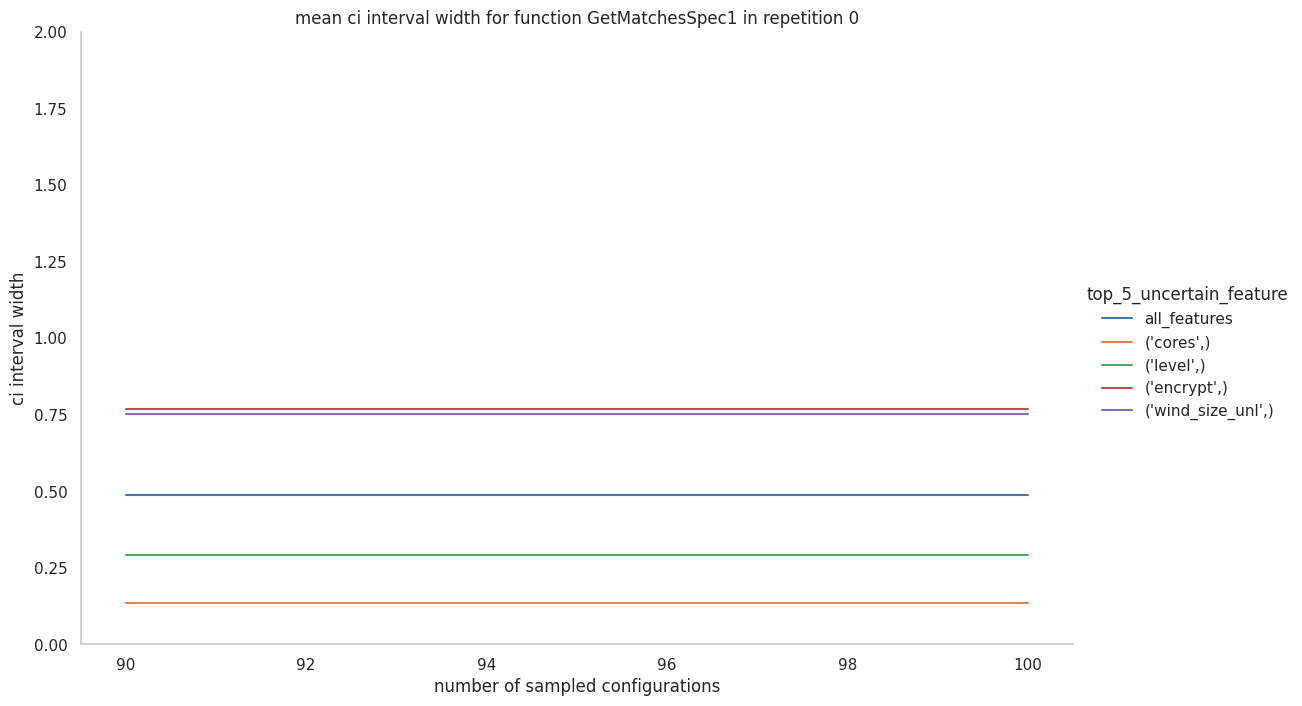 mean ci interval width for function GetMatchesSpec1 in repetition 0
2.00
1.75
1.50
1.25
1.00
0.75
0.50
0.25
0.00
ci interval width
90
92
94
96
98
100
number of sampled configurations
top_5_uncertain_feature
all_features
('cores',)
('level',)
('encrypt',)
('wind_size_unl',)